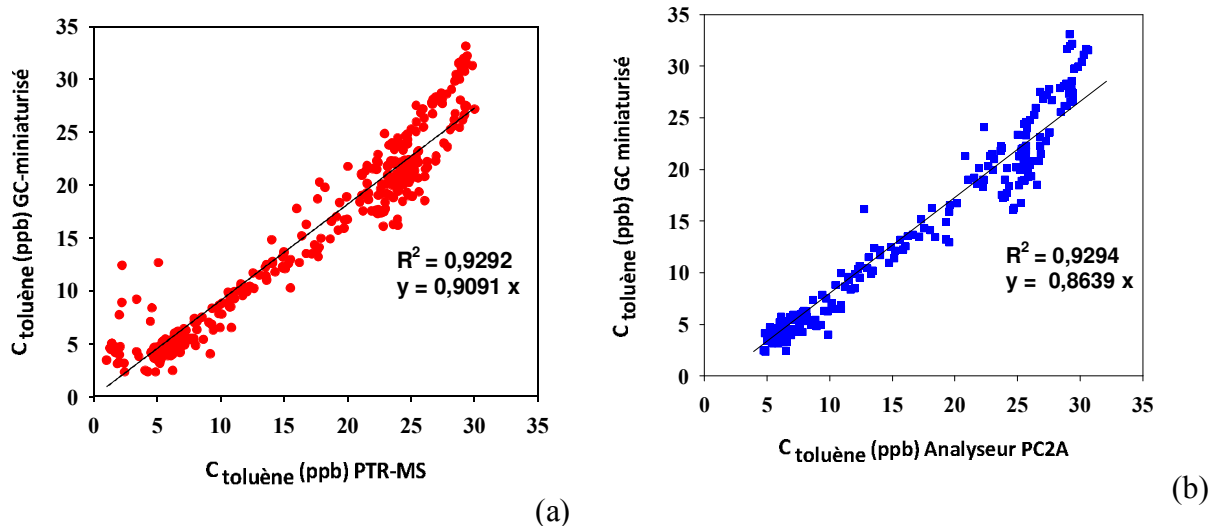 35
30
25
20
15
10
5
0
C toluène (ppb) GC-miniaturisé
R² = 0,9292
y = 0,9091 x
0 5 10 15 20 25 30 35
C toluène (ppb) PTR-MS
(a)
35
30
25
20
15
10
5
0
C toluène (ppb) GC miniaturisé
R² = 0,9294
y = 0,8639 x
0 5 10 15 20 25 30 35
C toluène (ppb) Analyseur PC2A
(b)